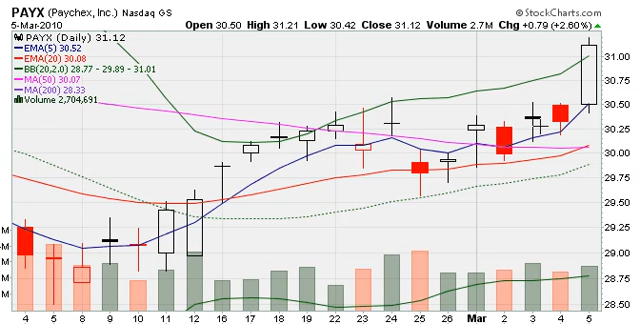 PAYX (Paychex, Inc.) Nasdaq GS © StockCharts.com
5-Mar-2010 Open 30.50 High 31.21 Low 30.42 Close 31.12 Volume 2.7M Chg +0.79 (+2.60%)
PAYX (Daily) 31.12
EMA(5) 30.52
EMA(20) 30.08
BB(20,2.0) 28.77 - 29.89 - 31.01
MA(50) 30.07
MA(200) 28.33
Volume 2,704,691
31.00
30.75
30.50
30.25
30.00
29.75
29.50
29.25
M 29.00
M
M 28.75
M
M 28.50
4 5 8 9 10 11 12 16 17 18 19 22 23 24 25 26 Mar 2 3 4 5